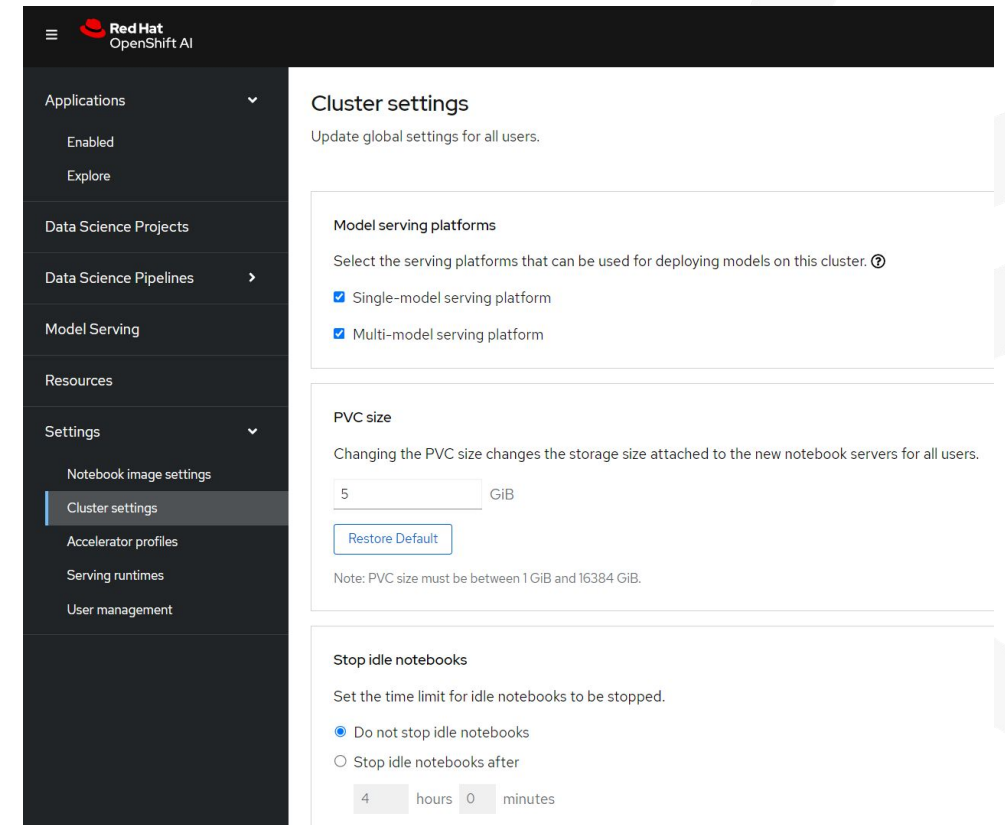 Red Hat
OpenShift AI
Applications
Enabled
Explore
Data Science Projects
Data Science Pipelines
Model Serving
Resources
Settings
Notebook image settings
Cluster settings
Accelerator profiles
Serving runtimes
User management
Cluster settings
Update global settings for all users.
Model serving platforms
Select the serving platforms that can be used for deploying models on this cluster.
Single-model serving platform
Multi-model serving platform
PVC size
Changing the PVC size changes the storage size attached to the new notebook servers for all users.
5 GiB
Restore Default
Note: PVC size must be between 1 GiB and 16384 GiB.
Stop idle notebooks
Set the time limit for idle notebooks to be stopped.
Do not stop idle notebooks
Stop idle notebooks after
4 hours 0 minutes